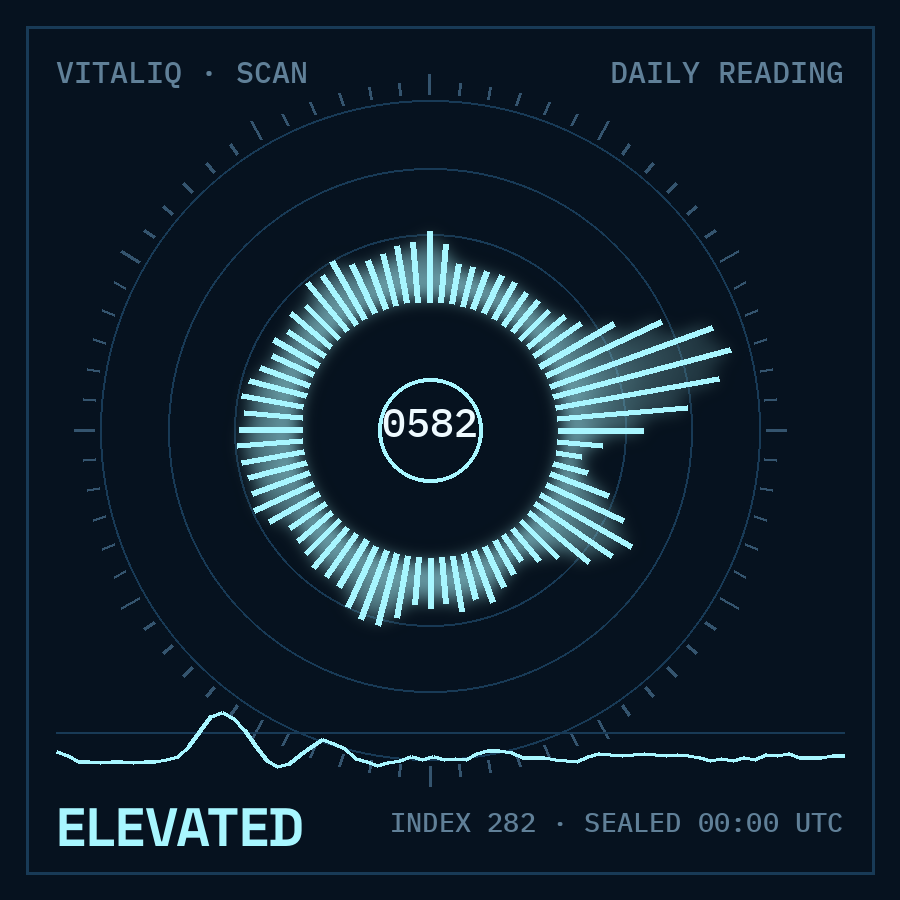 VITALIQ · SCAN
DAILY READING
0582
ELEVATED
INDEX 282 · SEALED 00:00 UTC